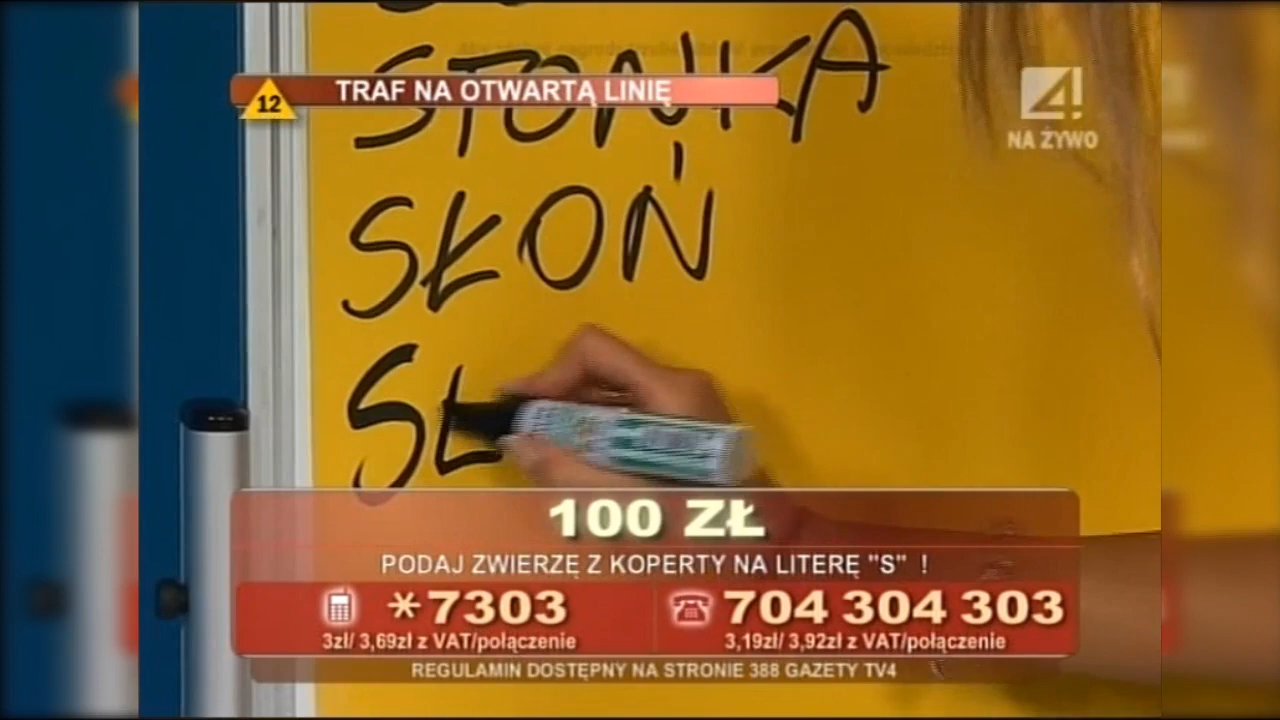 TRAF NA OTWARTĄ LINIĘ
12
4!
NA ŻYWO
STONKA
SŁOŃ
SŁ
100 ZŁ
PODAJ ZWIERZĘ Z KOPERTY NA LITERĘ "S" !
*7303
3zł/ 3,69zł z VAT/połączenie
704 304 303
3,19zł/ 3,92zł z VAT/połączenie
REGULAMIN DOSTĘPNY NA STRONIE 388 GAZETY TV4